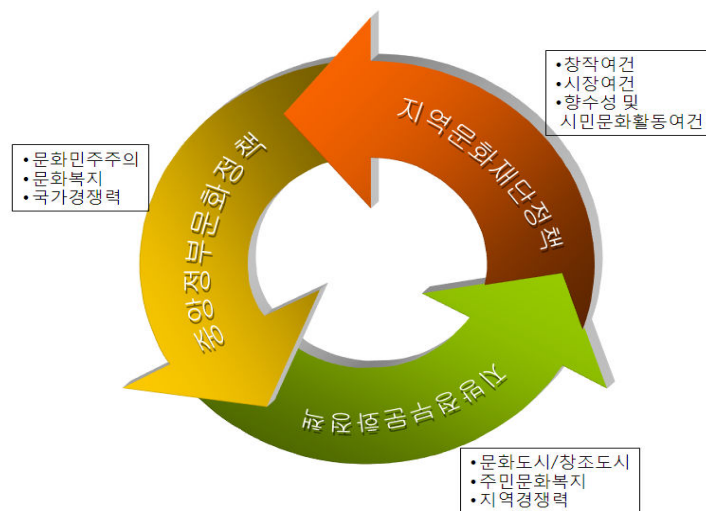 • 창작여건
• 시장여건
• 향수성 및
시민문화활동여건
지역문화재단정책
• 문화민주주의
• 문화복지
• 국가경쟁력
중앙정부문화정책
지방정부문화정책
• 문화도시/창조도시
• 주민문화복지
• 지역경쟁력